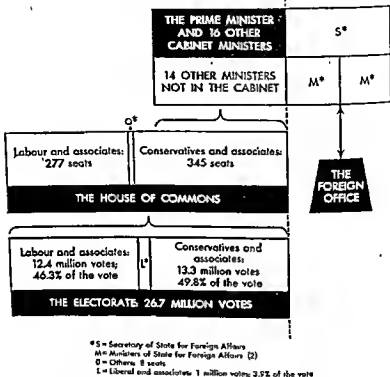 THE PRIME MINISTER
AND 16 OTHER
CABINET MINISTERS
S*
14 OTHER MINISTERS
NOT IN THE CABINET
M*
M*
O*
Labour and associates:
277 seats
Conservatives and associates:
345 seats
THE HOUSE OF COMMONS
THE
FOREIGN
OFFICE
Labour and associates:
12.4 million votes;
46.3% of the vote
L*
Conservatives and
associates:
13.3 million votes
49.8% of the vote
THE ELECTORATE 26.7 MILLION VOTES
*S = Secretary of State for Foreign Affairs
M = Ministers of State for Foreign Affairs (2)
O = Others: 8 seats
L = Liberal and associates: 1 million votes; 3.9% of the vote